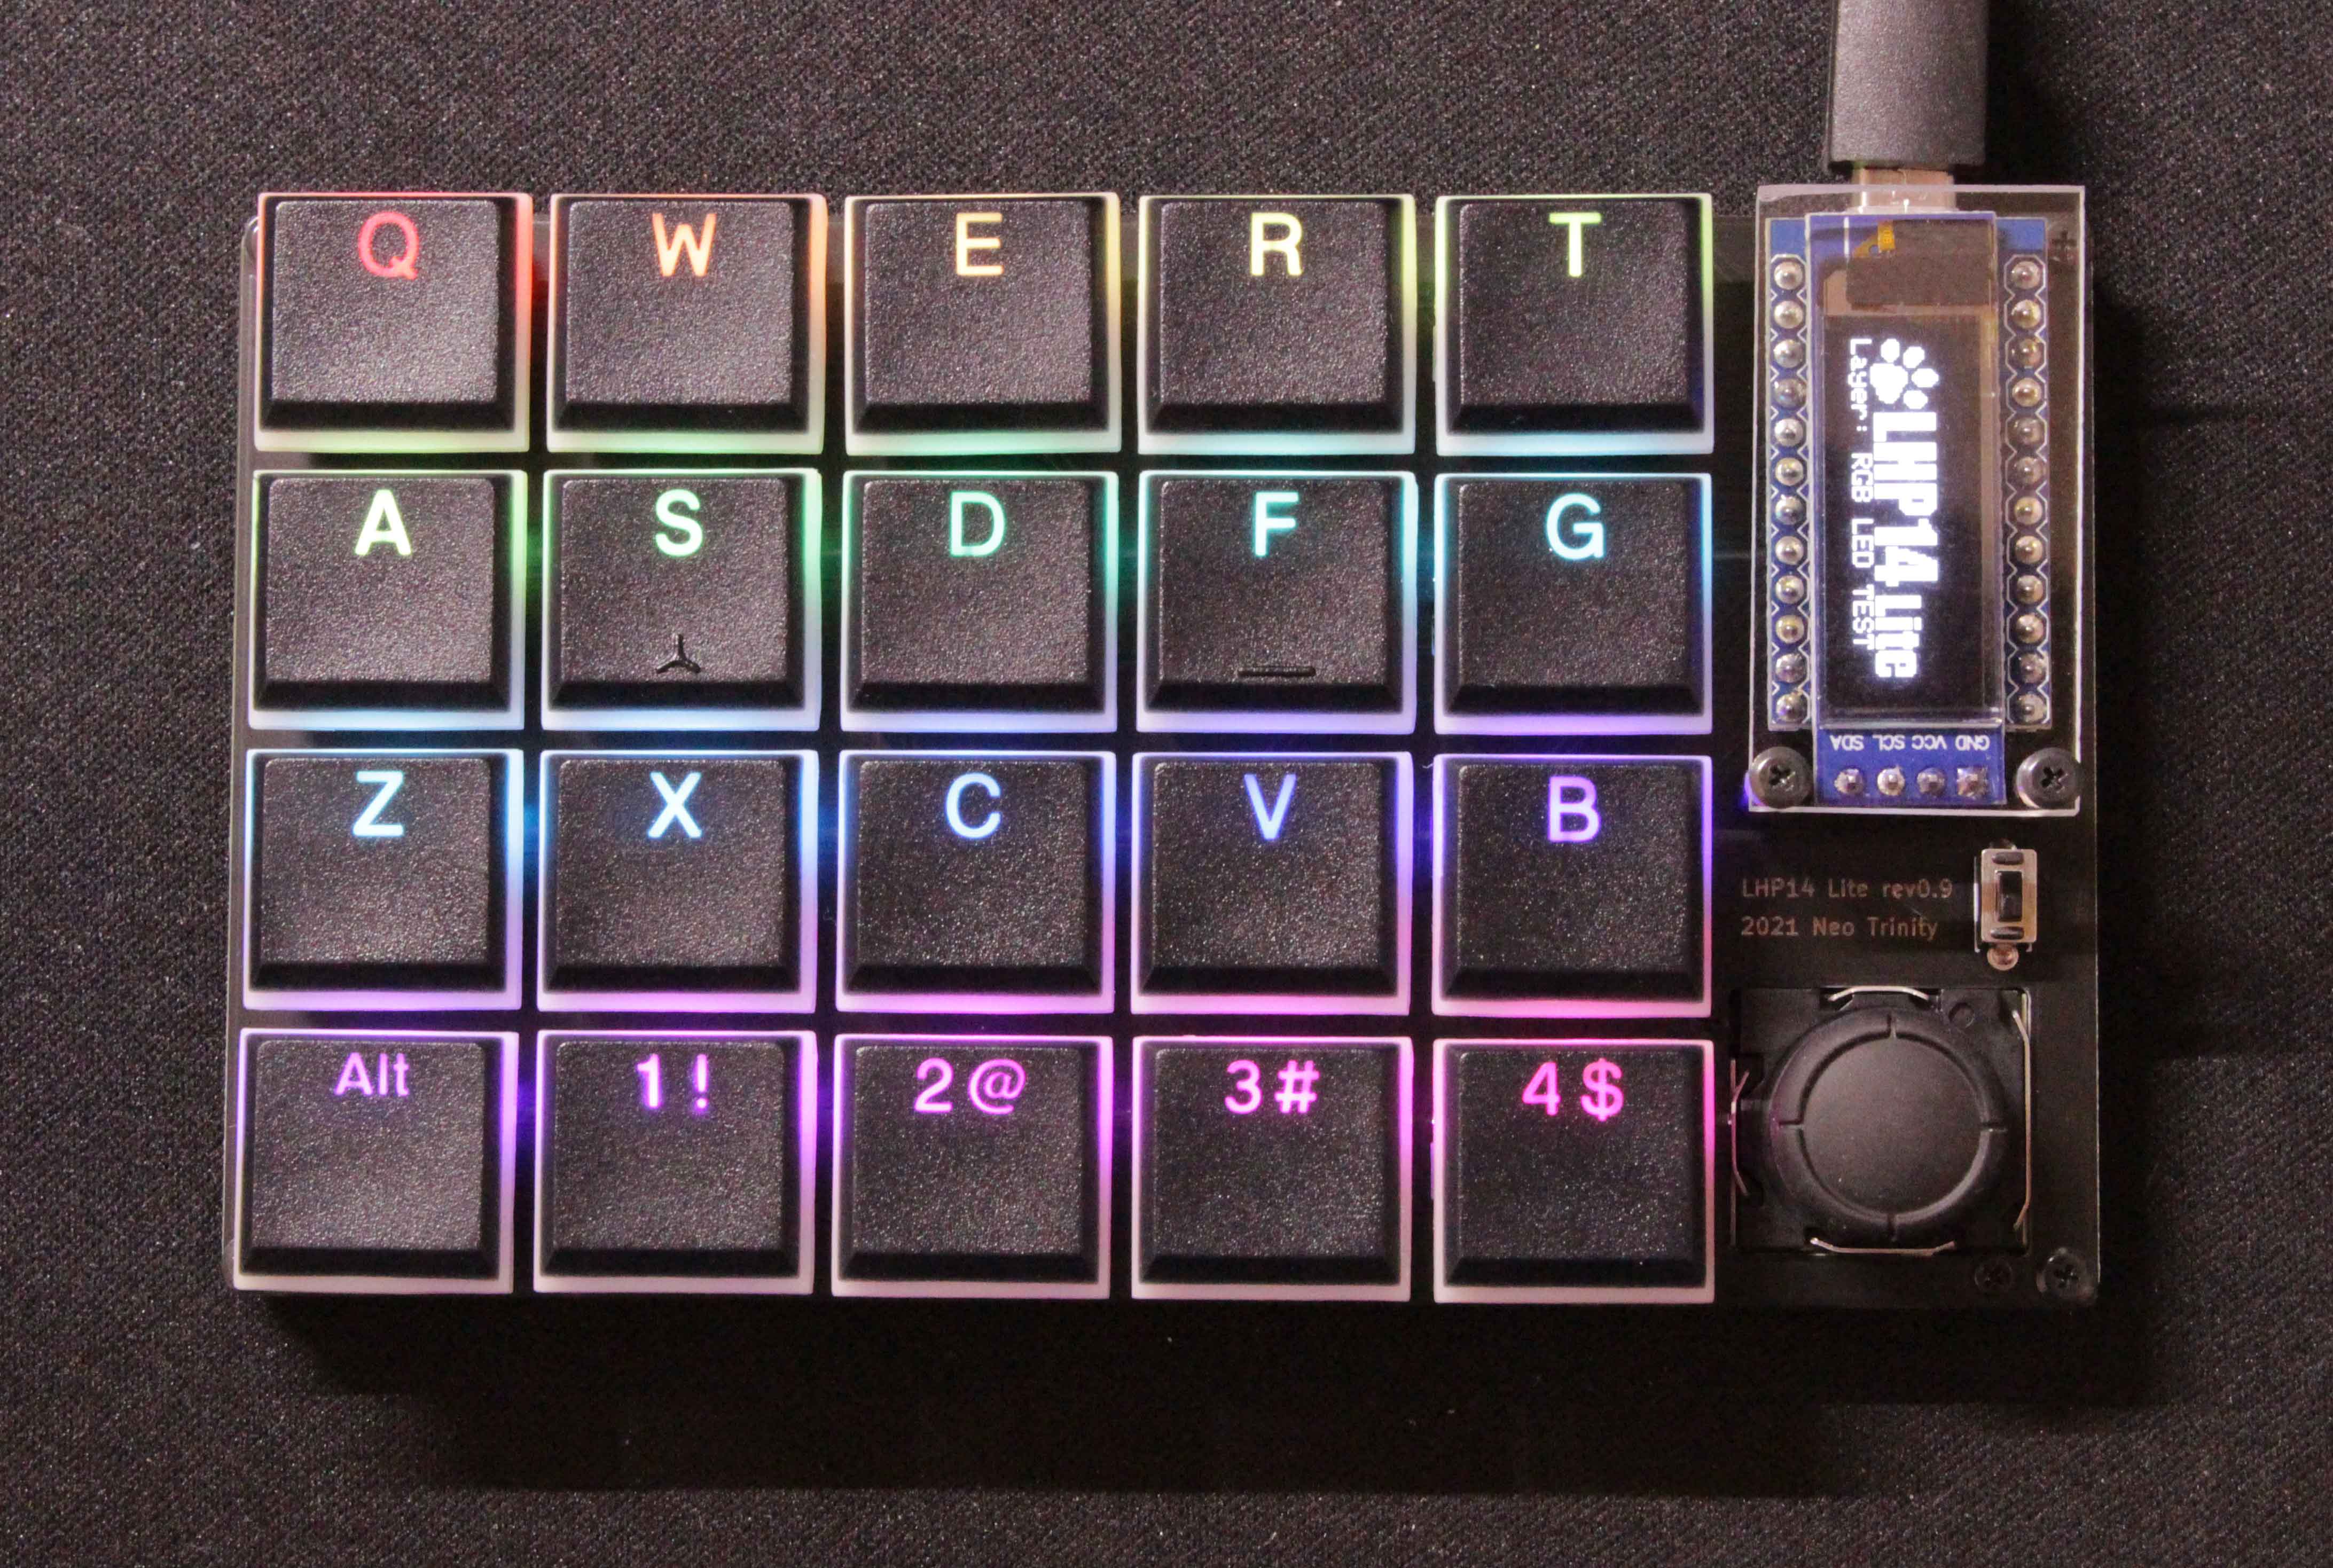 Q W E R T
A S D F G
Z X C V B
Alt 1! 2@ 3# 4$
LHP14 Lite
Layer: RGB LED TEST
GND VCC SCL SDA
LHP14 Lite rev0.9
2021 Neo Trinity